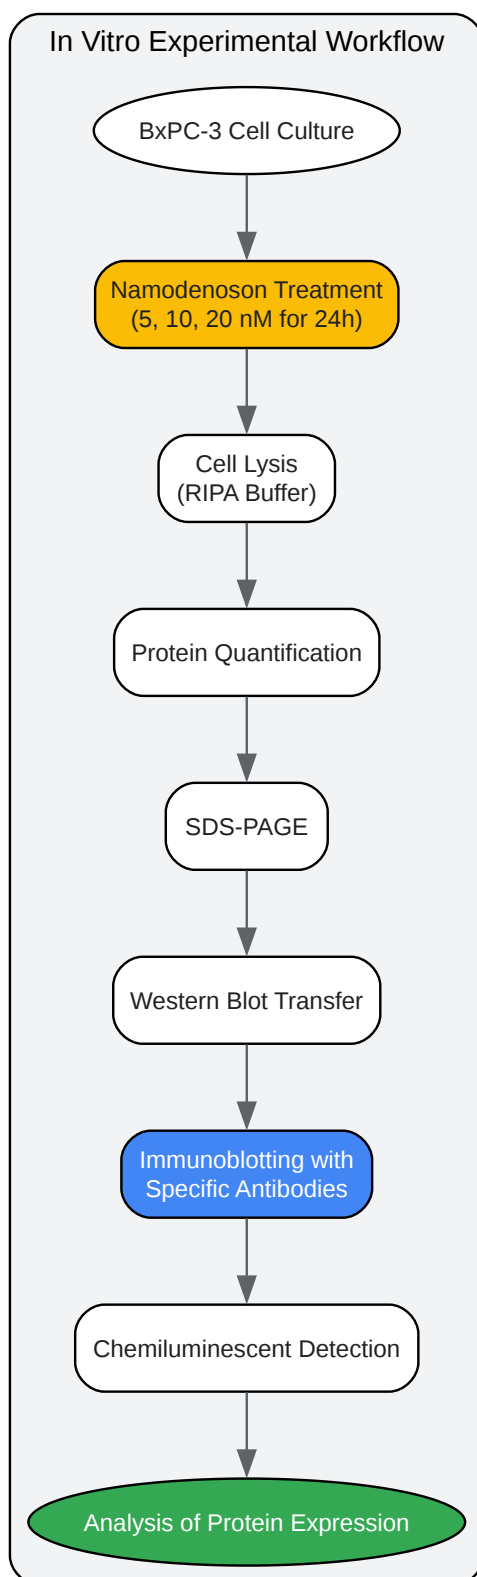 In Vitro Experimental Workflow
BxPC-3 Cell Culture
Namodenoson Treatment
(5, 10, 20 nM for 24h)
Cell Lysis
(RIPA Buffer)
Protein Quantification
SDS-PAGE
Western Blot Transfer
Immunoblotting with
Specific Antibodies
Chemiluminescent Detection
Analysis of Protein Expression